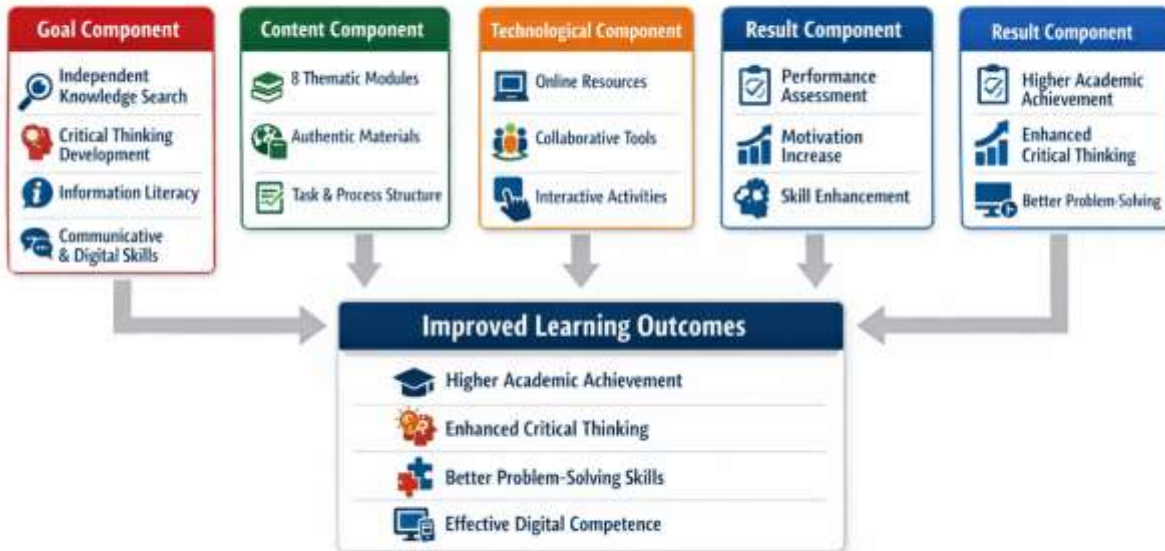 Goal Component
Independent
Knowledge Search
Critical Thinking
Development
Information Literacy
Communicative
& Digital Skills
Content Component
8 Thematic Modules
Authentic Materials
Task & Process Structure
Technological Component
Online Resources
Collaborative Tools
Interactive Activities
Result Component
Performance
Assessment
Motivation
Increase
Skill Enhancement
Result Component
Higher Academic
Achievement
Enhanced
Critical Thinking
Better Problem-Solving
Improved Learning Outcomes
Higher Academic Achievement
Enhanced Critical Thinking
Better Problem-Solving Skills
Effective Digital Competence